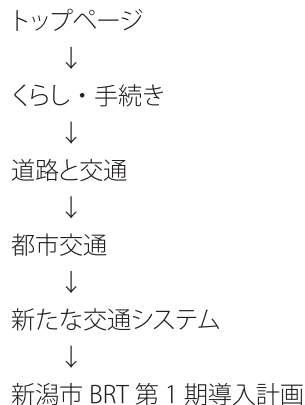 トップページ
↓
くらし・手続き
↓
道路と交通
↓
都市交通
↓
新たな交通システム
↓
新潟市 BRT 第 1 期導入計画